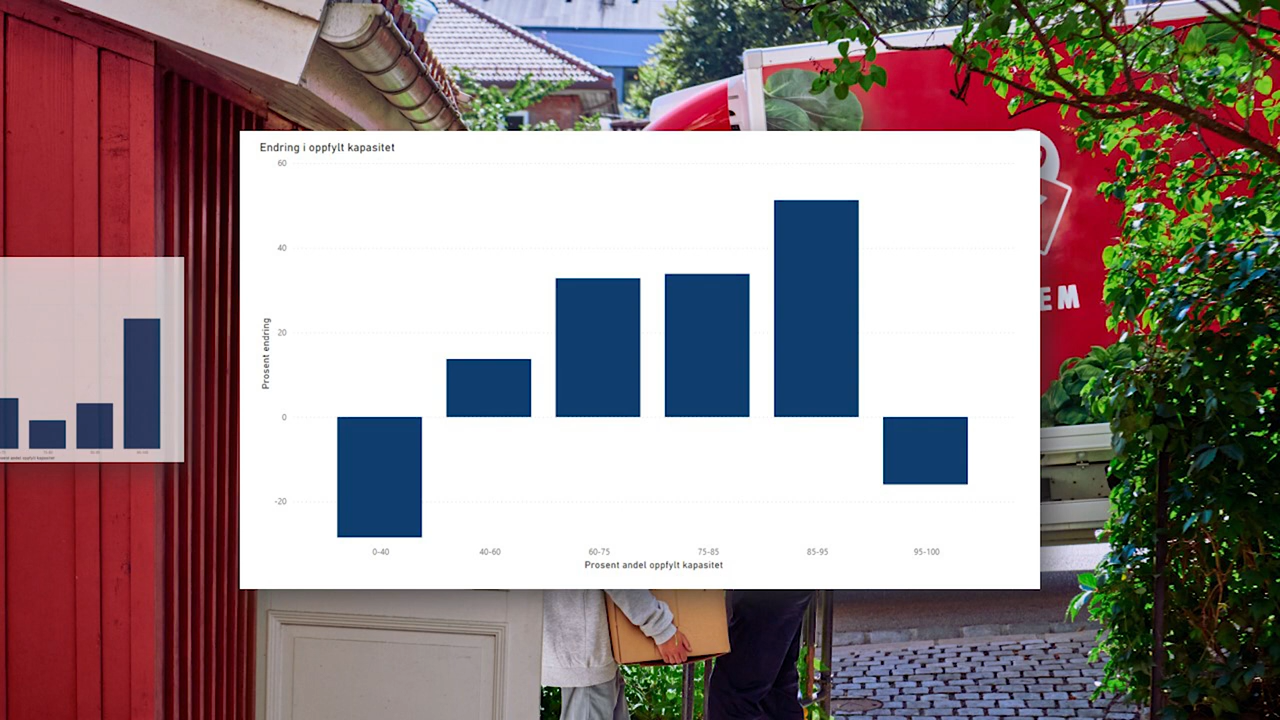 Endring i oppfylt kapasitet
60
40
20
0
-20
Prosent endring
0-40
40-60
60-75
75-85
85-95
95-100
Prosent andel oppfylt kapasitet
EM